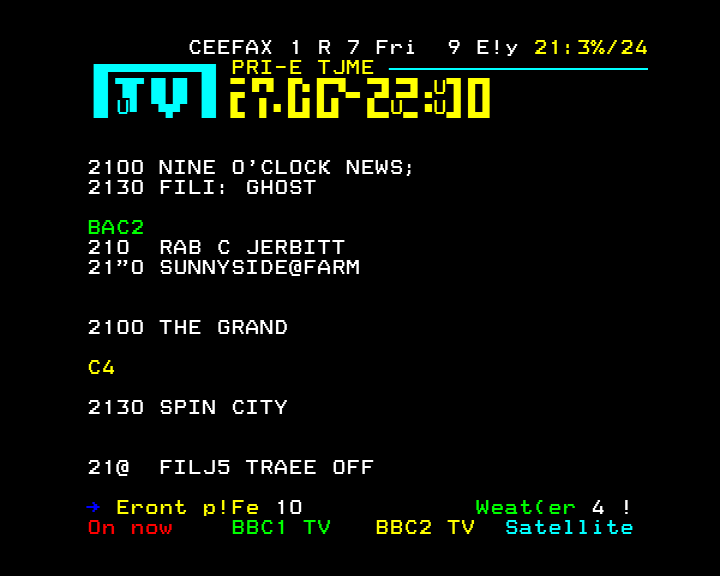 CEEFAX 1 R 7 Fri 9 E!y 21:3%/24
PRI-E TJME
TV
2100 NINE O’CLOCK NEWS;
2130 FILI: GHOST
BAC2
210 RAB C JERBITT
21”0 SUNNYSIDE@FARM
2100 THE GRAND
C4
2130 SPIN CITY
21@ FILJ5 TRAEE OFF
→ Eront p!Fe 10 Weat(er 4 !
On now BBC1 TV BBC2 TV Satellite